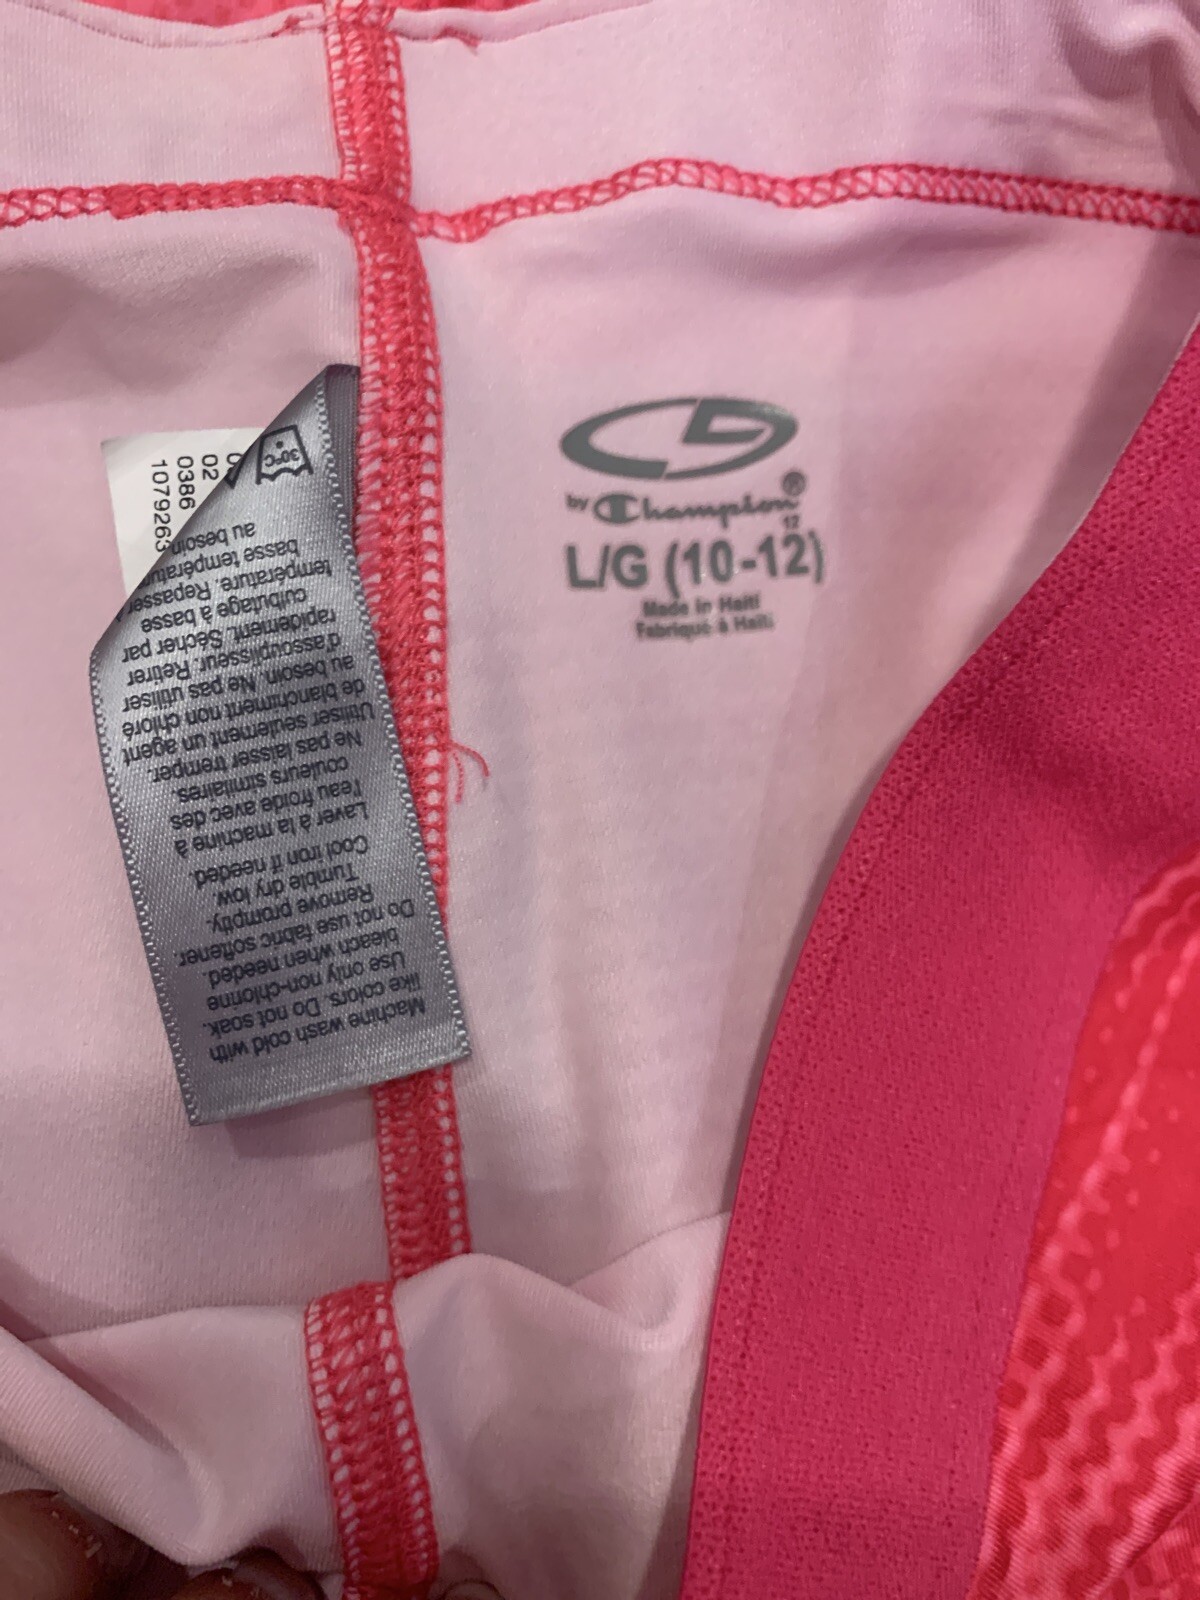 by Champion®
12
L/G (10-12)
Made in Haiti
Fabriqué à Haïti
Machine wash cold with
like colors. Do not soak.
Use only non-chlorine
bleach when needed.
Do not use fabric softener.
Remove promptly.
Tumble dry low.
Cool iron if needed.
Laver à la machine à
l'eau froide avec des
couleurs similaires.
Ne pas laisser tremper.
Utiliser seulement un agent
de blanchiment non chloré
au besoin. Ne pas utiliser
d'assouplisseur. Retirer
rapidement. Sécher par
culbutage à basse
température. Repasser
basse température
au besoin
30°C
02
0386
1079263